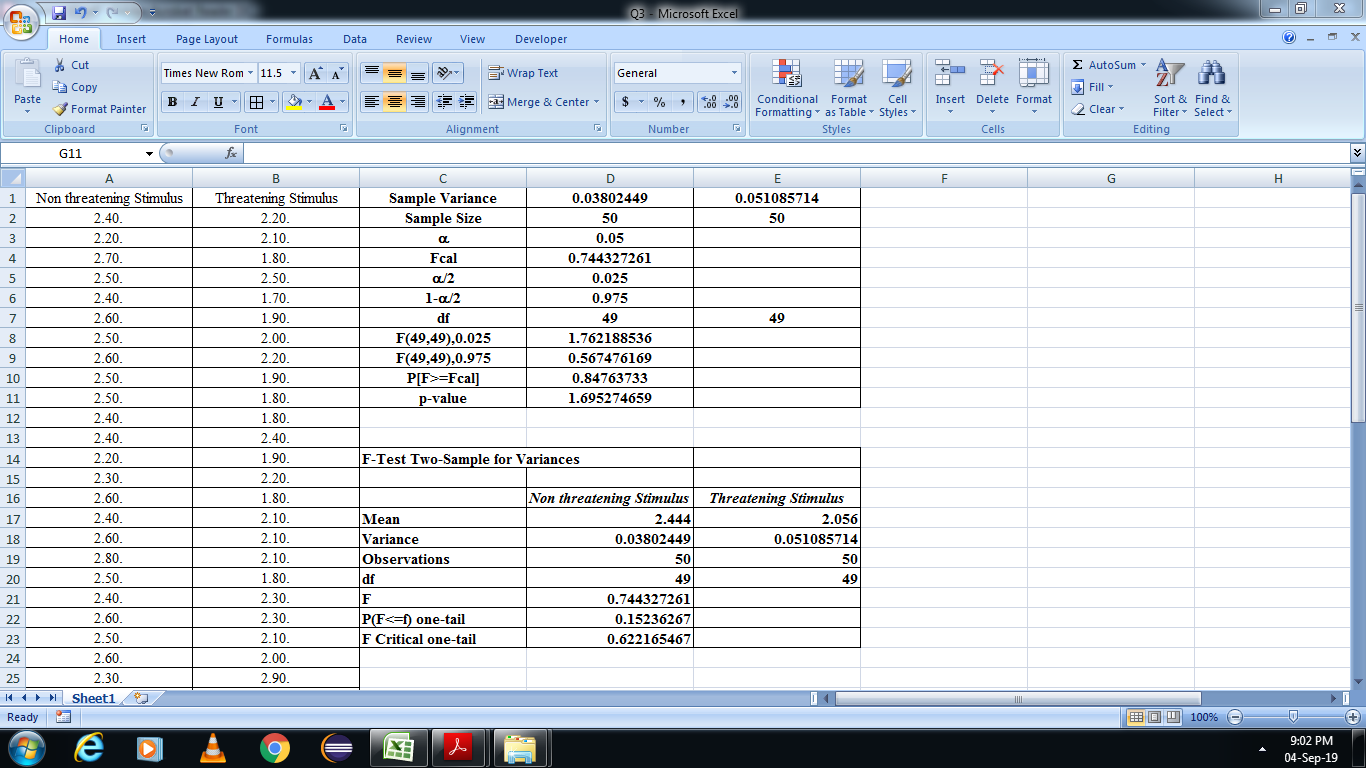 Q3 - Microsoft Excel
Home Insert Page Layout Formulas Data Review View Developer
Paste
Cut
Copy
Format Painter
Clipboard
Times New Rom 11.5
B I U
Font
Wrap Text
Merge & Center
Alignment
General
$ % ,
Number
Conditional Formatting
Format as Table
Cell Styles
Styles
Insert Delete Format
Cells
Σ AutoSum
Fill
Clear
Sort & Filter
Find & Select
Editing
G11 fx
A B C D E F G H
1 Non threatening Stimulus Threatening Stimulus Sample Variance 0.03802449 0.051085714
2 2.40. 2.20. Sample Size 50 50
3 2.20. 2.10. α 0.05
4 2.70. 1.80. Fcal 0.744327261
5 2.50. 2.50. α/2 0.025
6 2.40. 1.70. 1-α/2 0.975
7 2.60. 1.90. df 49 49
8 2.50. 2.00. F(49,49),0.025 1.762188536
9 2.60. 2.20. F(49,49),0.975 0.567476169
10 2.50. 1.90. P[F>=Fcal] 0.84763733
11 2.50. 1.80. p-value 1.695274659
12 2.40. 1.80.
13 2.40. 2.40.
14 2.20. 1.90. F-Test Two-Sample for Variances
15 2.30. 2.20.
16 2.60. 1.80. Non threatening Stimulus Threatening Stimulus
17 2.40. 2.10. Mean 2.444 2.056
18 2.60. 2.10. Variance 0.03802449 0.051085714
19 2.80. 2.10. Observations 50 50
20 2.50. 1.80. df 49 49
21 2.40. 2.30. F 0.744327261
22 2.60. 2.30. P(F<=f) one-tail 0.15236267
23 2.50. 2.10. F Critical one-tail 0.622165467
24 2.60. 2.00.
25 2.30. 2.90.
Sheet1
Ready 100%
9:02 PM
04-Sep-19